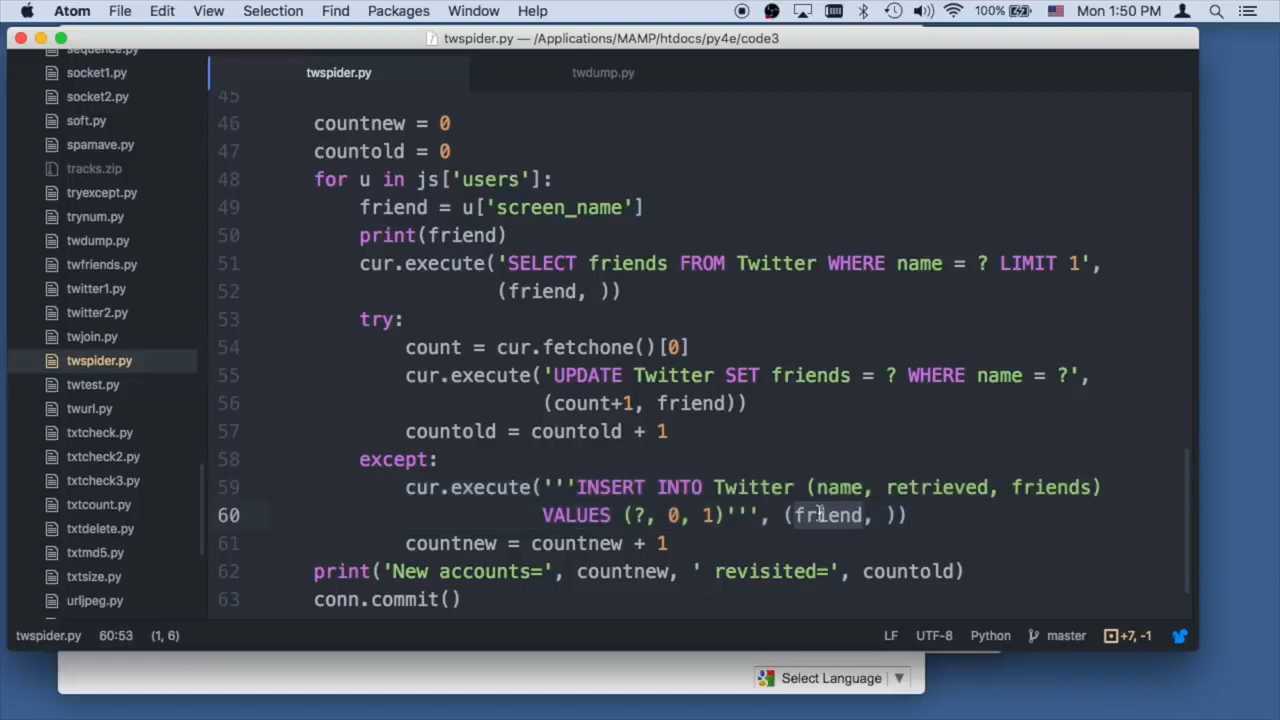 Atom File Edit View Selection Find Packages Window Help 100% Mon 1:50 PM
twspider.py — /Applications/MAMP/htdocs/py4e/code3
sequence.py
socket1.py
socket2.py
soft.py
spamave.py
tracks.zip
tryexcept.py
trynum.py
twdump.py
twfriends.py
twitter1.py
twitter2.py
twjoin.py
twspider.py
twtest.py
twurl.py
txtcheck.py
txtcheck2.py
txtcheck3.py
txtcount.py
txtdelete.py
txtmd5.py
txtsize.py
urljpeg.py
twspider.py twdump.py
45
46 countnew = 0
47 countold = 0
48 for u in js['users']:
49 friend = u['screen_name']
50 print(friend)
51 cur.execute('SELECT friends FROM Twitter WHERE name = ? LIMIT 1',
52 (friend, ))
53 try:
54 count = cur.fetchone()[0]
55 cur.execute('UPDATE Twitter SET friends = ? WHERE name = ?',
56 (count+1, friend))
57 countold = countold + 1
58 except:
59 cur.execute('''INSERT INTO Twitter (name, retrieved, friends)
60 VALUES (?, 0, 1)''', (friend, ))
61 countnew = countnew + 1
62 print('New accounts=', countnew, ' revisited=', countold)
63 conn.commit()
twspider.py 60:53 (1, 6) LF UTF-8 Python master +7, -1
Select Language ▼